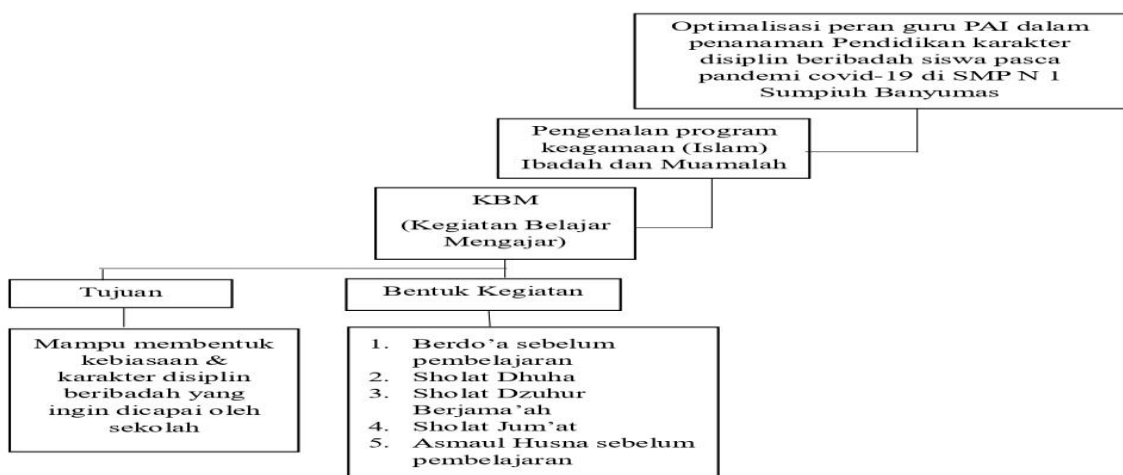 Optimalisasi peran guru PAI dalam
penanaman Pendidikan karakter
disiplin beribadah siswa pasca
pandemi covid-19 di SMP N 1
Sumpiuh Banyumas
Pengenalan program
keagamaan (Islam)
Ibadah dan Muamalah
KBM
(Kegiatan Belajar
Mengajar)
Tujuan
Bentuk Kegiatan
Mampu membentuk
kebiasaan &
karakter disiplin
beribadah yang
ingin dicapai oleh
sekolah
1. Berdo’a sebelum
pembelajaran
2. Sholat Dhuha
3. Sholat Dzuhur
Berjama’ah
4. Sholat Jum’at
5. Asmaul Husna sebelum
pembelajaran